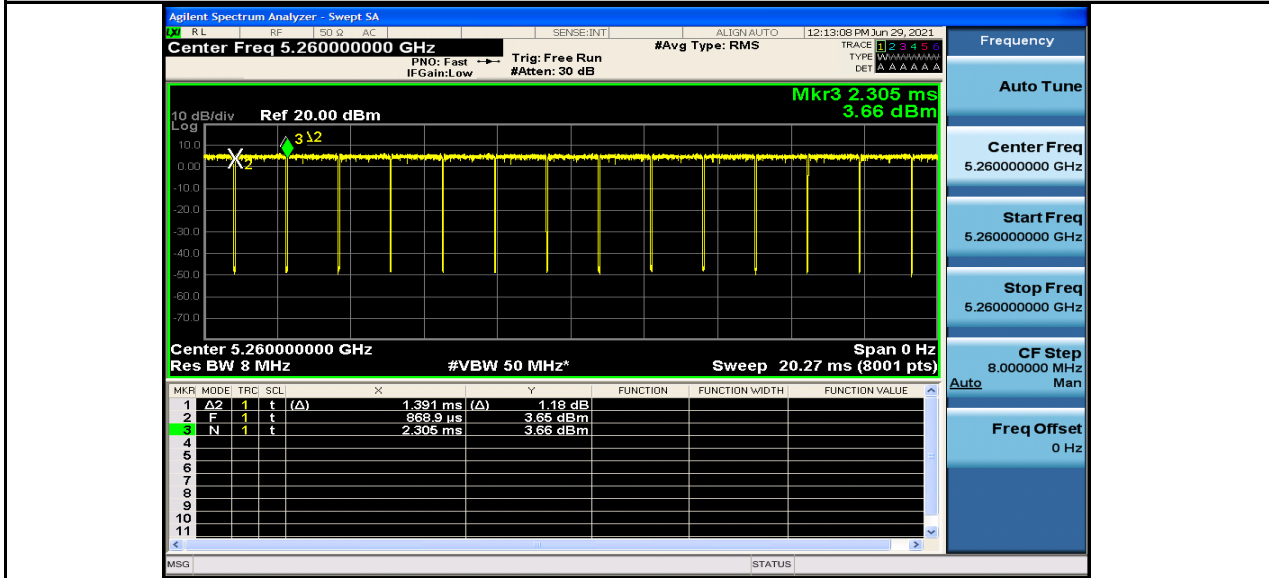 Agilent Spectrum Analyzer - Swept SA
LXI RL RF 50 Ω AC SENSE:INT ALIGN AUTO 12:13:08 PM Jun 29, 2021
Center Freq 5.260000000 GHz
PNO: Fast
IFGain:Low
Trig: Free Run
#Atten: 30 dB
#Avg Type: RMS
TRACE 1 2 3 4 5 6
TYPE WWWWWW
DET A A A A A A
Mkr3 2.305 ms
3.66 dBm
10 dB/div Ref 20.00 dBm
Log
10.0
0.00
-10.0
-20.0
-30.0
-40.0
-50.0
-60.0
-70.0
2
3 Δ2
Center 5.260000000 GHz Span 0 Hz
Res BW 8 MHz #VBW 50 MHz* Sweep 20.27 ms (8001 pts)
MKR MODE TRC SCL X Y FUNCTION FUNCTION WIDTH FUNCTION VALUE
1 Δ2 1 t (Δ) 1.391 ms (Δ) 1.18 dB
2 F 1 t 868.9 µs 3.65 dBm
3 N 1 t 2.305 ms 3.66 dBm
4
5
6
7
8
9
10
11
MSG STATUS
Frequency
Auto Tune
Center Freq
5.260000000 GHz
Start Freq
5.260000000 GHz
Stop Freq
5.260000000 GHz
CF Step
8.000000 MHz
Auto Man
Freq Offset
0 Hz